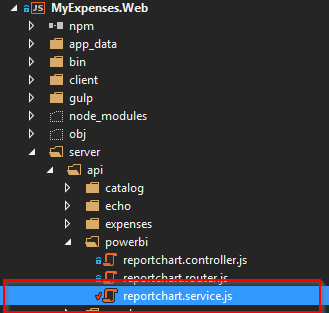 JS MyExpenses.Web
npm
app_data
bin
client
gulp
node_modules
obj
server
api
catalog
echo
expenses
powerbi
reportchart.controller.js
reportchart.router.js
reportchart.service.js